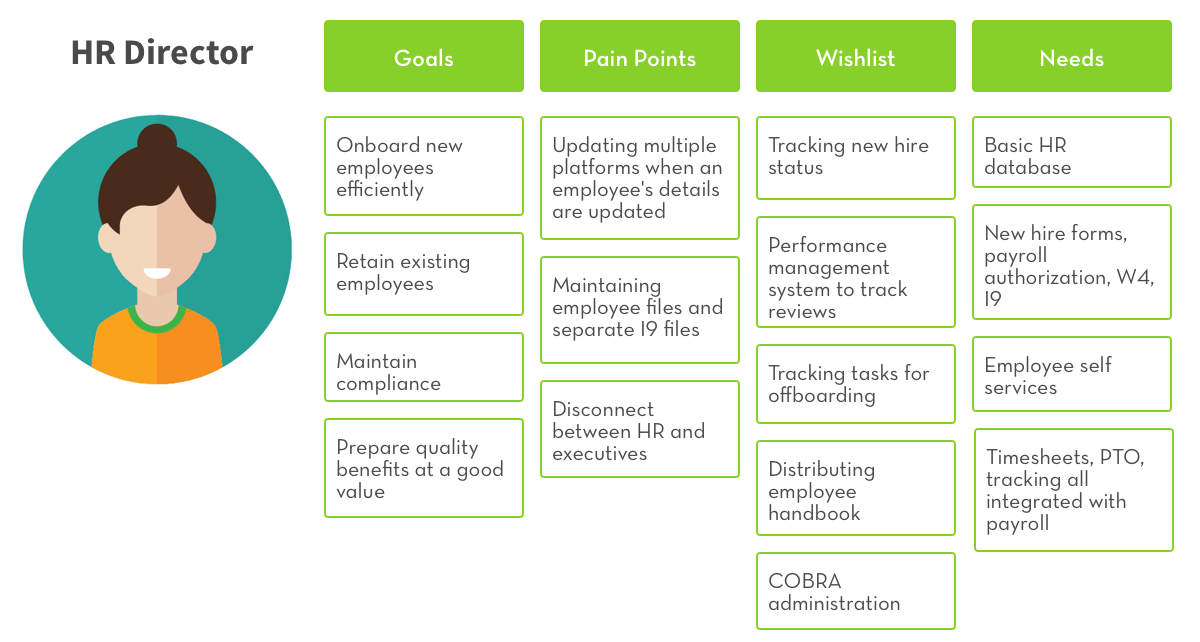 HR Director
Goals
Onboard new
employees
efficiently
Retain existing
employees
Maintain
compliance
Prepare quality
benefits at a good
value
Pain Points
Updating multiple
platforms when an
employee's details
are updated
Maintaining
employee files and
separate I9 files
Disconnect
between HR and
executives
Wishlist
Tracking new hire
status
Performance
management
system to track
reviews
Tracking tasks for
offboarding
Distributing
employee
handbook
COBRA
administration
Needs
Basic HR
database
New hire forms,
payroll
authorization, W4,
I9
Employee self
services
Timesheets, PTO,
tracking all
integrated with
payroll